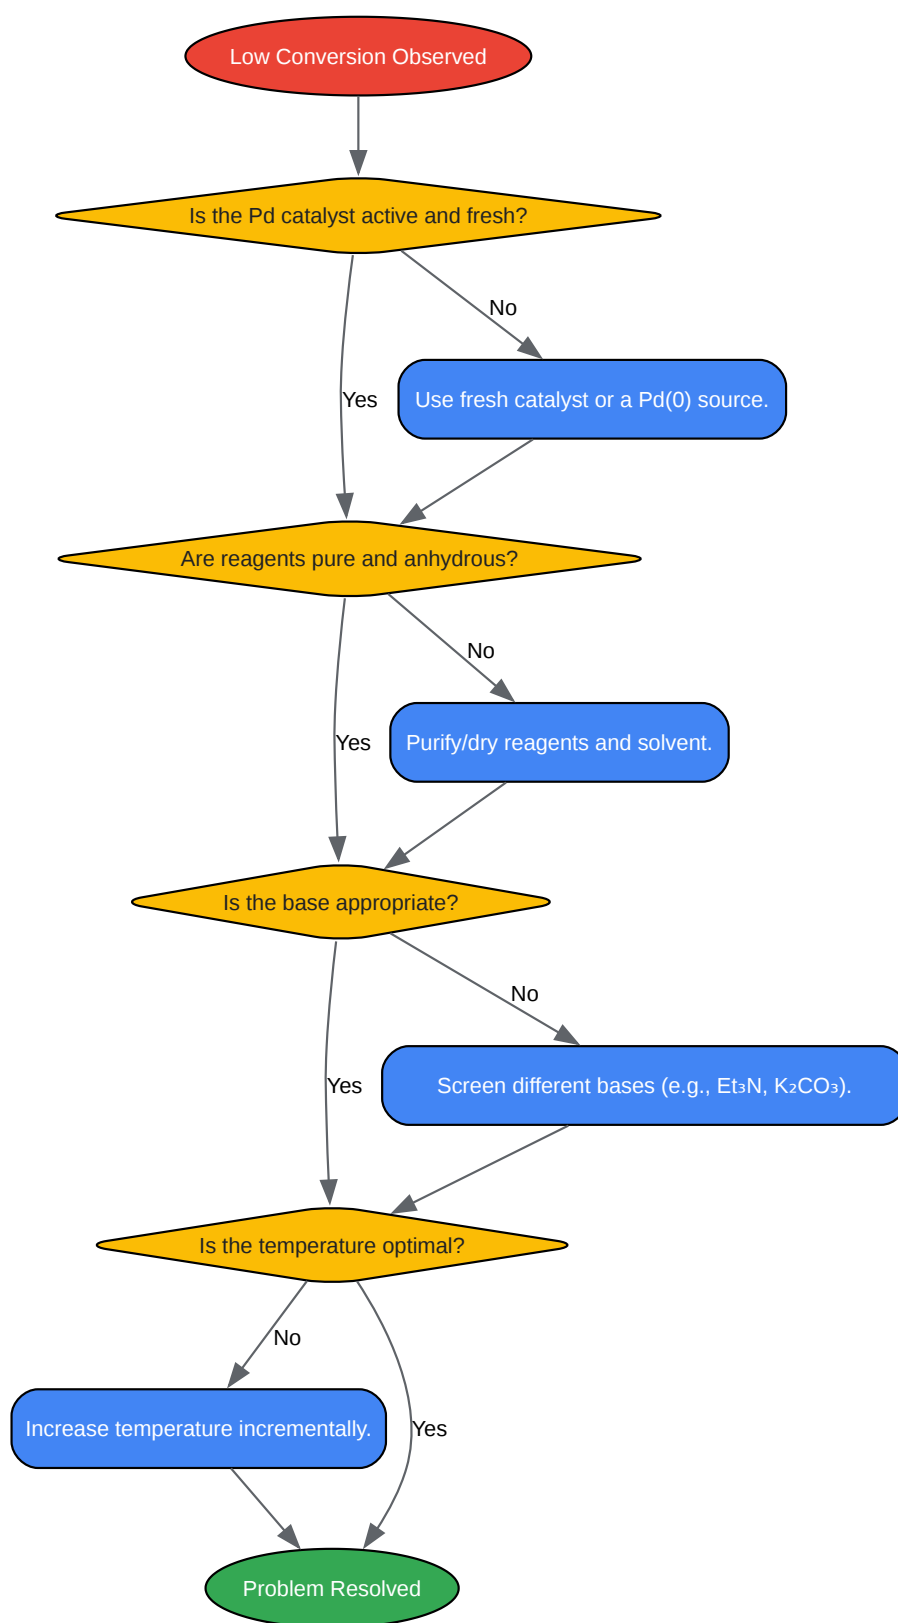 Low Conversion Observed
Is the Pd catalyst active and fresh?
No
Yes
Use fresh catalyst or a Pd(0) source.
Are reagents pure and anhydrous?
No
Yes
Purify/dry reagents and solvent.
Is the base appropriate?
No
Yes
Screen different bases (e.g., Et₃N, K₂CO₃).
Is the temperature optimal?
No
Increase temperature incrementally.
Yes
Problem Resolved